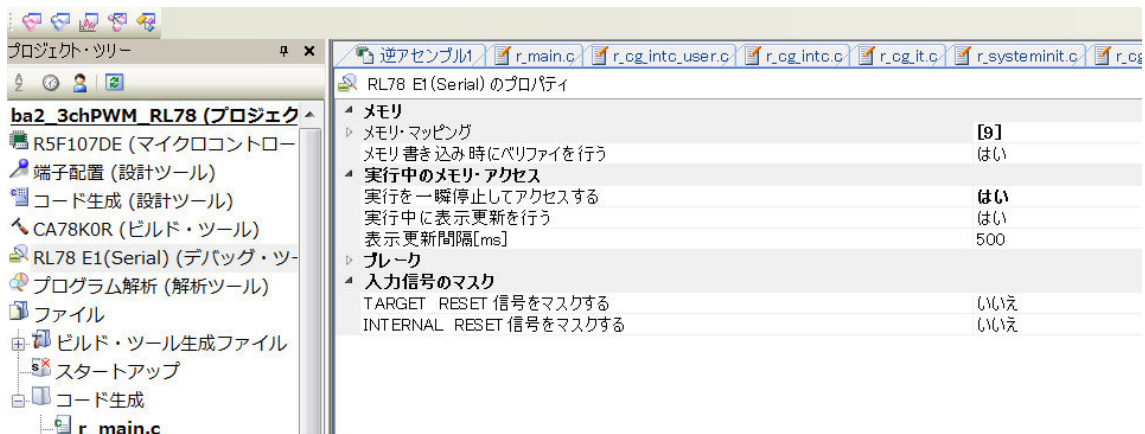 プロジェクト・ツリー
ba2_3chPWM_RL78 (プロジェク
R5F107DE (マイクロコントロー
端子配置 (設計ツール)
コード生成 (設計ツール)
CA78K0R (ビルド・ツール)
RL78 E1(Serial) (デバッグ・ツ-
プログラム解析 (解析ツール)
ファイル
ビルド・ツール生成ファイル
スタートアップ
コード生成
r_main.c
逆アセンブル1 r_main.c r_cg_intc_user.c r_cg_intc.c r_cg_it.c r_systeminit.c r_cg
RL78 E1(Serial) のプロパティ
メモリ
メモリ・マッピング [9]
メモリ書き込み時にベリファイを行う はい
実行中のメモリ・アクセス
実行を一瞬停止してアクセスする はい
実行中に表示更新を行う はい
表示更新間隔[ms] 500
ブレーク
入力信号のマスク
TARGET RESET 信号をマスクする いいえ
INTERNAL RESET 信号をマスクする いいえ